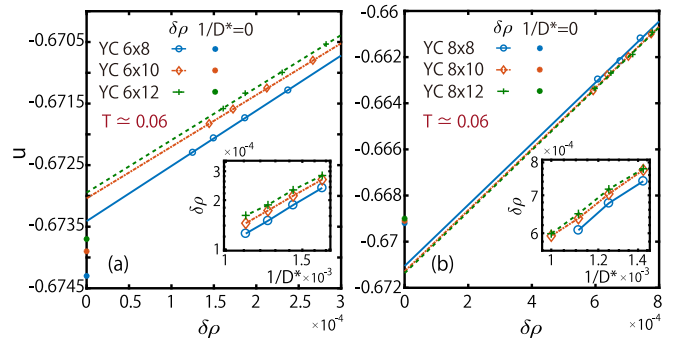 δρ 1/D*=0
YC 6x8
YC 6x10
YC 6x12
T ≃ 0.06
-0.6705
-0.6715
-0.6725
-0.6735
-0.6745
u
(a)
0 0.5 1 1.5 2 2.5 3
×10⁻⁴
δρ
×10⁻⁴
3
2
1
δρ
1 1.5
1/D* ×10⁻³
δρ 1/D*=0
YC 8x8
YC 8x10
YC 8x12
T ≃ 0.06
-0.66
-0.662
-0.664
-0.666
-0.668
-0.67
-0.672
(b)
0 2 4 6 8
×10⁻⁴
δρ
×10⁻⁴
8
7
6
δρ
1 1.2 1.4
1/D* ×10⁻³